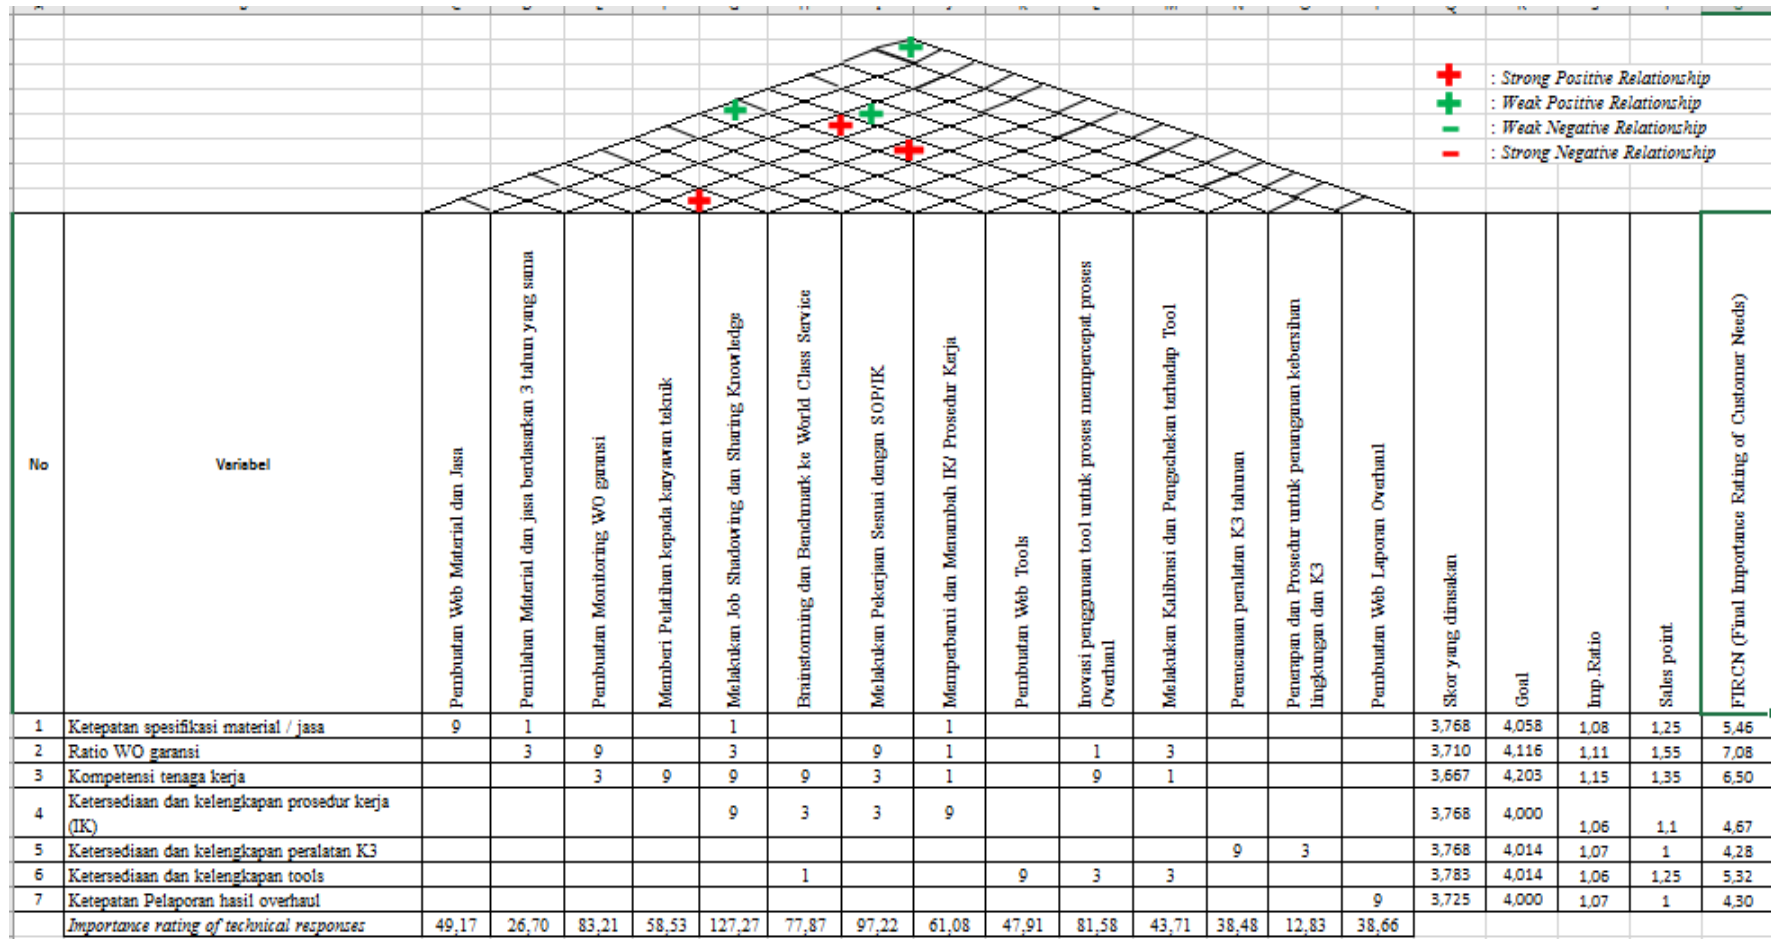 : Strong Positive Relationship
: Weak Positive Relationship
: Weak Negative Relationship
: Strong Negative Relationship
No
Variabel
Pembuatan Web Material dan Jasa
Pemilahan Material dan jasa berdasarkan 3 tahun yang sama
Pembuatan Monitoring WO garansi
Memberi Pelatihan kepada karyawan teknik
Melakukan Job Shadowing dan Sharing Knowledge
Brainstorming dan Benchmark ke World Class Service
Melakukan Pekerjaan Sesuai dengan SOP/IK
Memperbarui dan Menambah IK/ Prosedur Kerja
Pembuatan Web Tools
Inovasi penggunaan tool untuk proses mempercepat proses
Overhaul
Melakukan Kalibrasi dan Pengechekan terhadap Tool
Perencanaan peralatan K3 tahunan
Penerapan dan Prosedur untuk penanganan kebersihan
lingkungan dan K3
Pembuatan Web Laporan Overhaul
Skor yang dirasakan
Goal
Imp.Ratio
Sales point
FIRCN (Final Importance Rating of Customer Needs)
1 Ketepatan spesifikasi material / jasa 9 1 1 1 3,768 4,058 1,08 1,25 5,46
2 Ratio WO garansi 3 9 3 9 1 1 3 3,710 4,116 1,11 1,55 7,08
3 Kompetensi tenaga kerja 3 9 9 9 3 1 9 1 3,667 4,203 1,15 1,35 6,50
4 Ketersediaan dan kelengkapan prosedur kerja
(IK) 9 3 3 9 3,768 4,000 1,06 1,1 4,67
5 Ketersediaan dan kelengkapan peralatan K3 9 3 3,768 4,014 1,07 1 4,28
6 Ketersediaan dan kelengkapan tools 1 9 3 3 3,783 4,014 1,06 1,25 5,32
7 Ketepatan Pelaporan hasil overhaul 9 3,725 4,000 1,07 1 4,30
Importance rating of technical responses 49,17 26,70 83,21 58,53 127,27 77,87 97,22 61,08 47,91 81,58 43,71 38,48 12,83 38,66